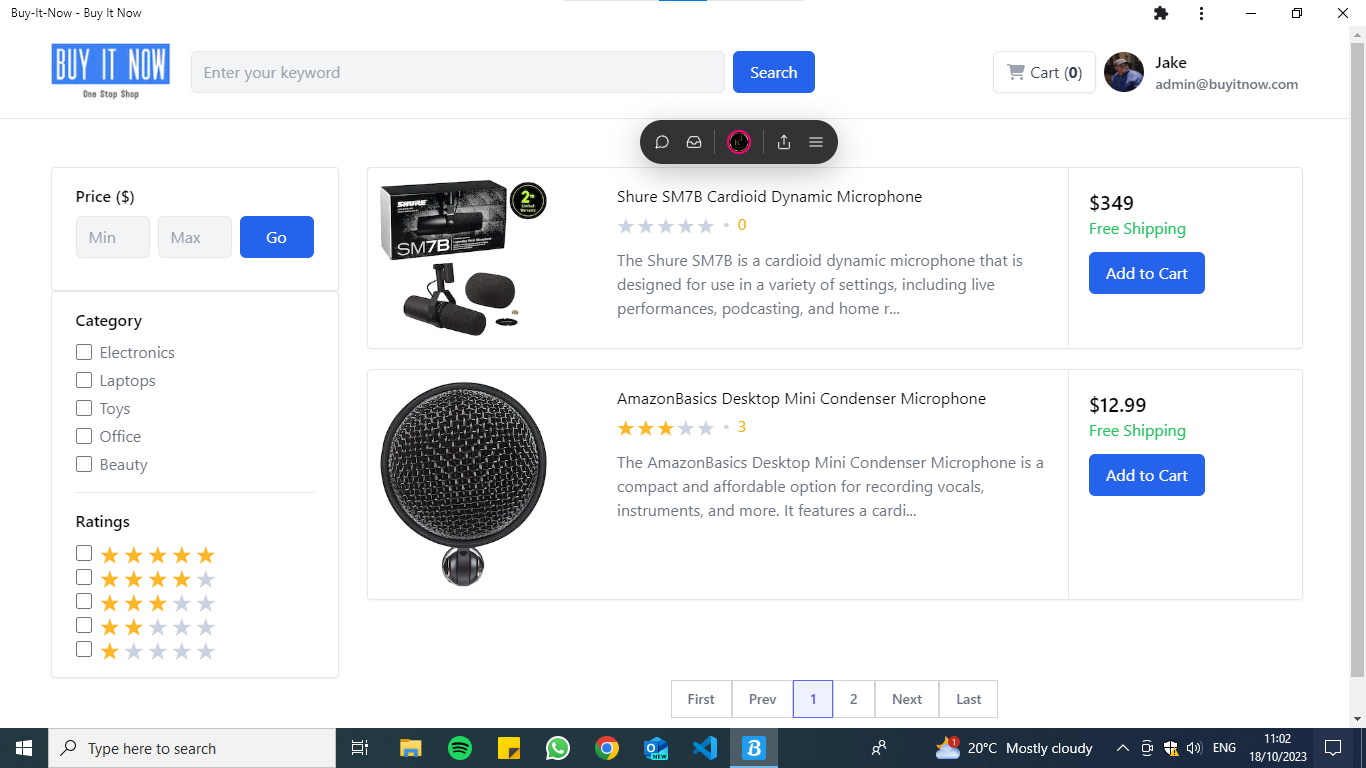 Buy-It-Now - Buy It Now
BUY IT NOW
One Stop Shop
Enter your keyword
Search
Cart (0)
Jake
admin@buyitnow.com
Price ($)
Min
Max
Go
Category
Electronics
Laptops
Toys
Office
Beauty
Ratings
SHURE
SM7B
2
Shure SM7B Cardioid Dynamic Microphone
0
The Shure SM7B is a cardioid dynamic microphone that is
designed for use in a variety of settings, including live
performances, podcasting, and home r...
$349
Free Shipping
Add to Cart
AmazonBasics Desktop Mini Condenser Microphone
3
The AmazonBasics Desktop Mini Condenser Microphone is a
compact and affordable option for recording vocals,
instruments, and more. It features a cardi...
$12.99
Free Shipping
Add to Cart
First
Prev
1
2
Next
Last
Type here to search
NEW
1
20°C Mostly cloudy
ENG
11:02
18/10/2023